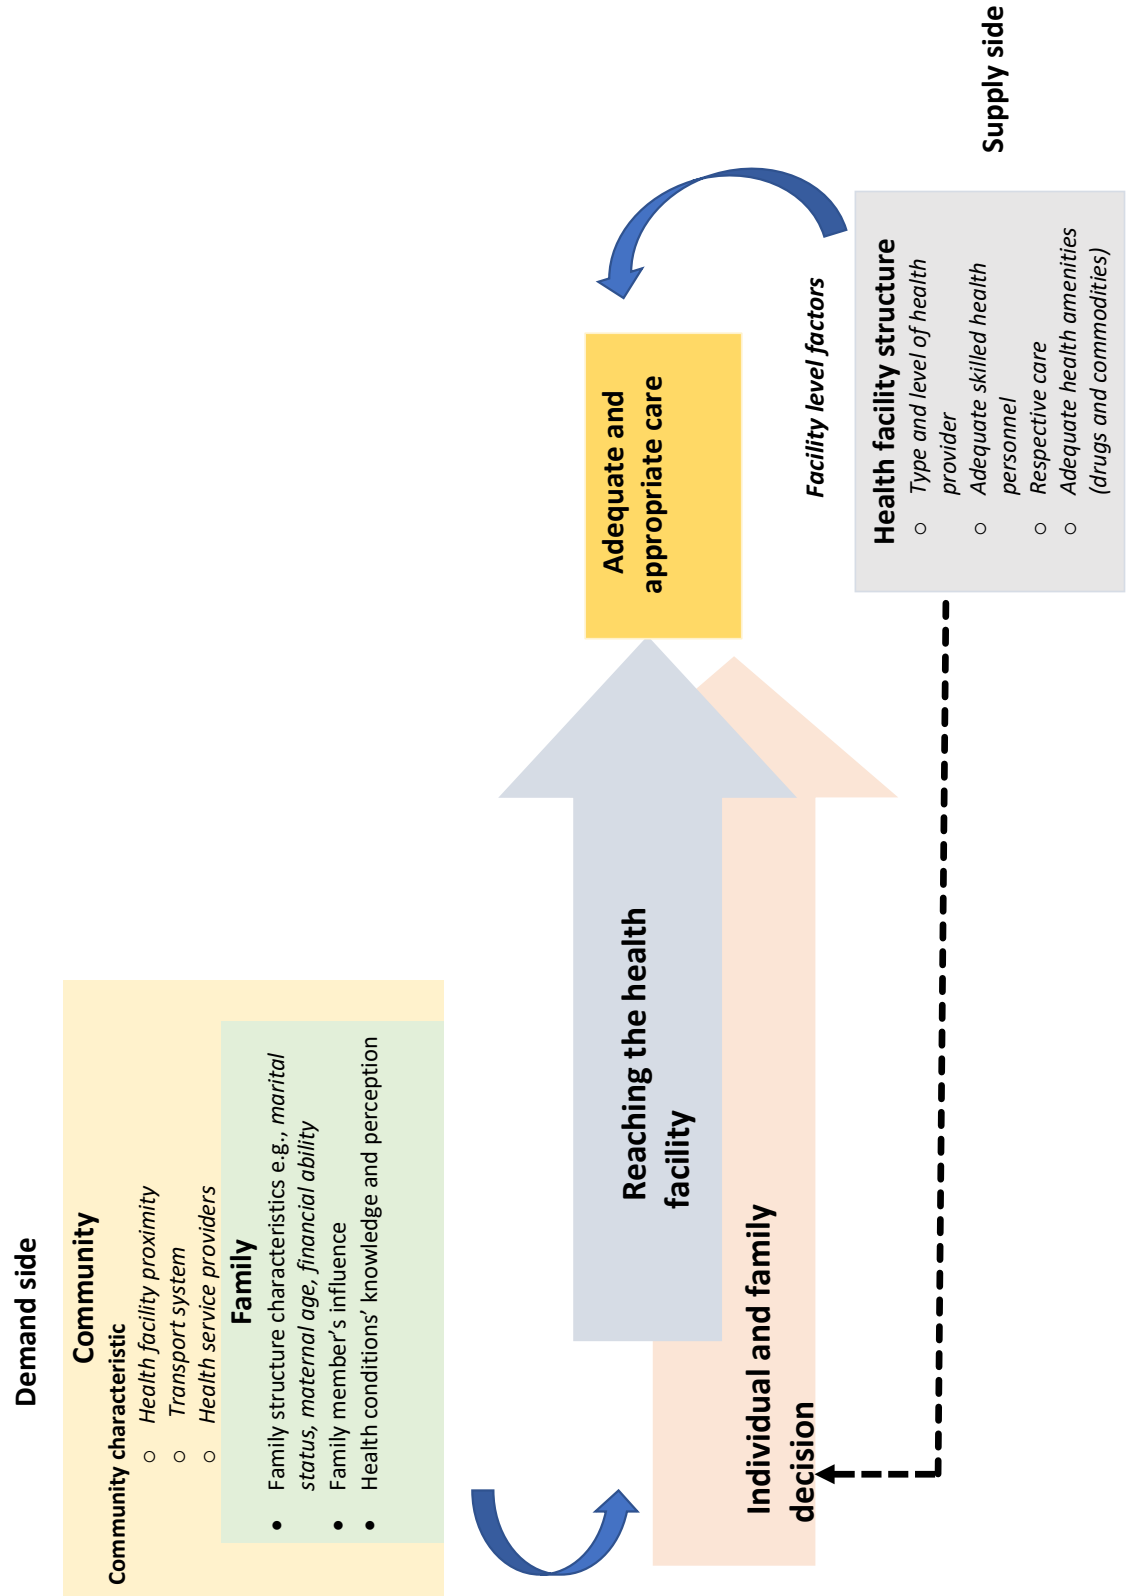 Demand side
Community
Community characteristic
○ Health facility proximity
○ Transport system
○ Health service providers
Family
• Family structure characteristics e.g., marital
status, maternal age, financial ability
• Family member's influence
• Health conditions' knowledge and perception
Reaching the health
facility
Individual and family
decision
Adequate and
appropriate care
Facility level factors
Health facility structure
○ Type and level of health
provider
○ Adequate skilled health
personnel
○ Respective care
○ Adequate health amenities
(drugs and commodities)
Supply side